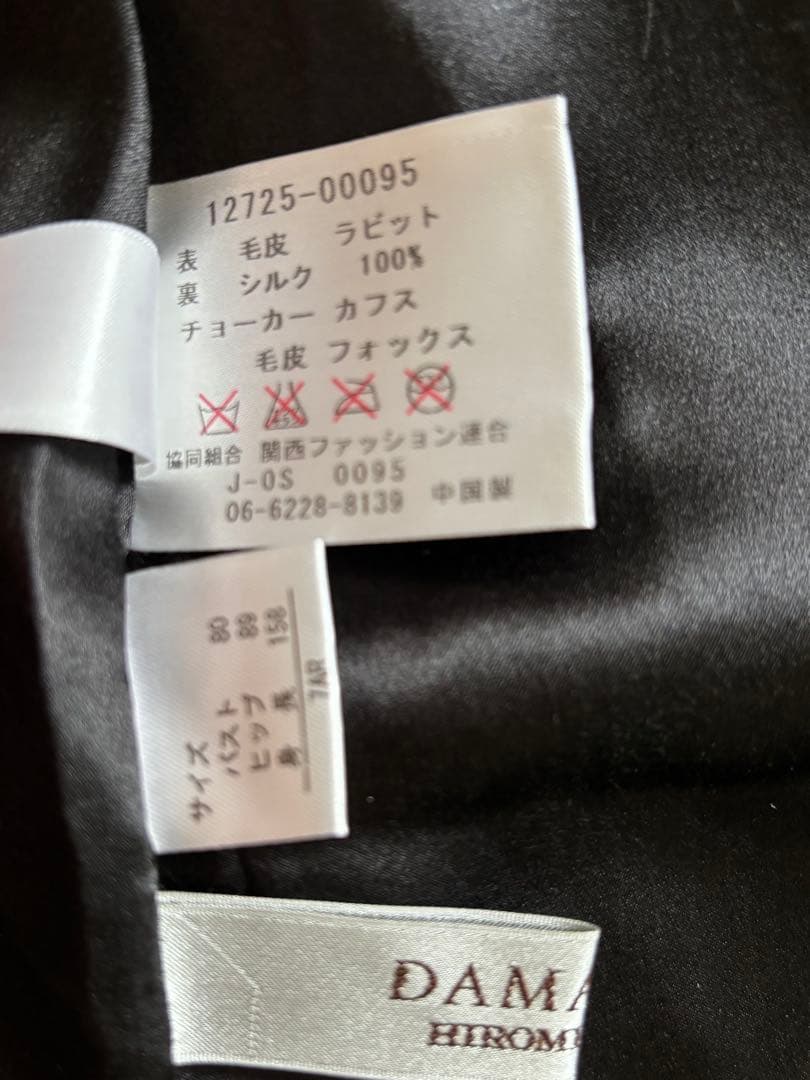 12725-00095
表 毛皮 ラビット
裏 シルク 100%
チョーカー カフス
毛皮 フォックス
協同組合 関西ファッション連合
J-OS 0095
06-6228-8139 中国製
サイズ
バスト 80
ヒップ 89
身長 158
7AR
DAMA
HIROM